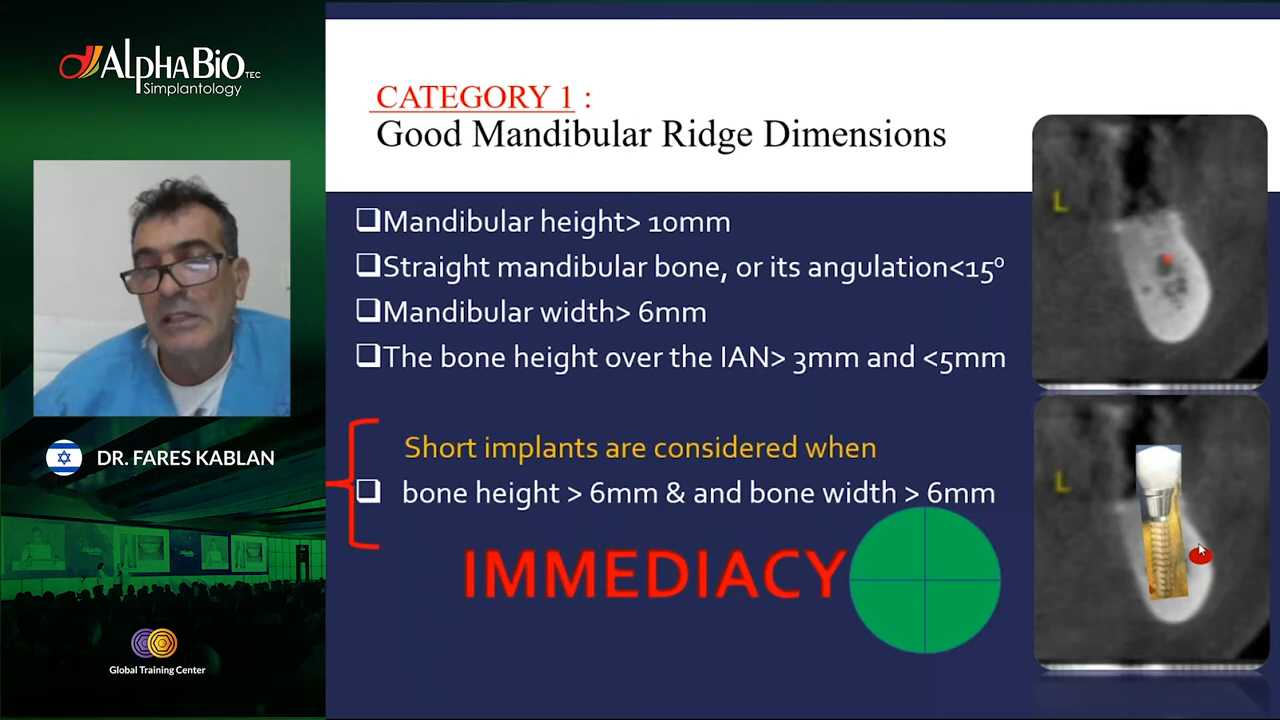 AlphaBio TEC
Simplantology
DR. FARES KABLAN
Global Training Center
CATEGORY 1 :
Good Mandibular Ridge Dimensions
❑Mandibular height> 10mm
❑Straight mandibular bone, or its angulation<15º
❑Mandibular width> 6mm
❑The bone height over the IAN> 3mm and <5mm
Short implants are considered when
❑ bone height > 6mm & and bone width > 6mm
IMMEDIACY
L
L